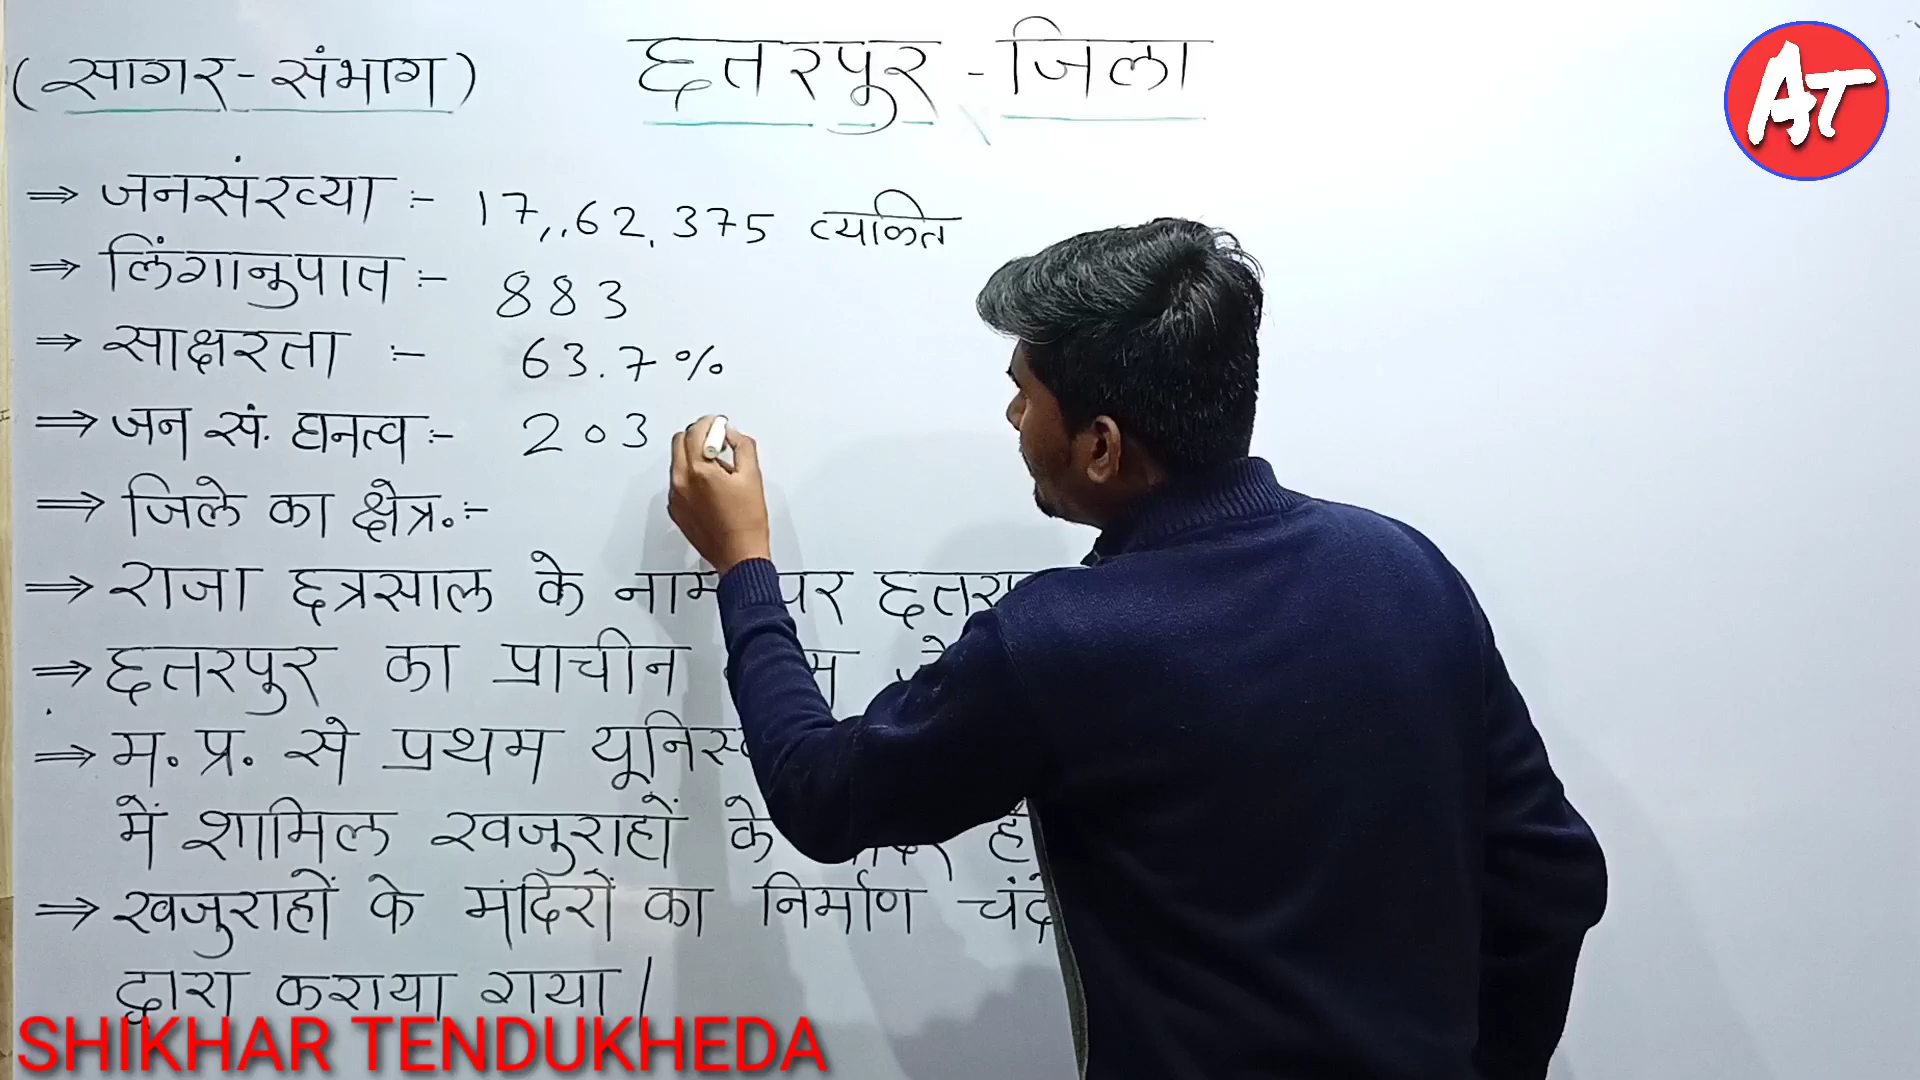 (सागर-संभाग)
छतरपुर-जिला
AT
⇒ जनसंख्या :- 17,,62,375 व्यक्ति
⇒ लिंगानुपात :- 883
⇒ साक्षरता :- 63.7%
⇒ जन सं. घनत्व :- 203
⇒ जिले का क्षेत्र. :-
⇒ राजा छत्रसाल के नाम पर
⇒ छतरपुर का प्राचीन
⇒ म. प्र. से प्रथम
में शामिल खजुराहों के
⇒ खजुराहों के मंदिरों का निर्माण
द्वारा कराया गया।
SHIKHAR TENDUKHEDA